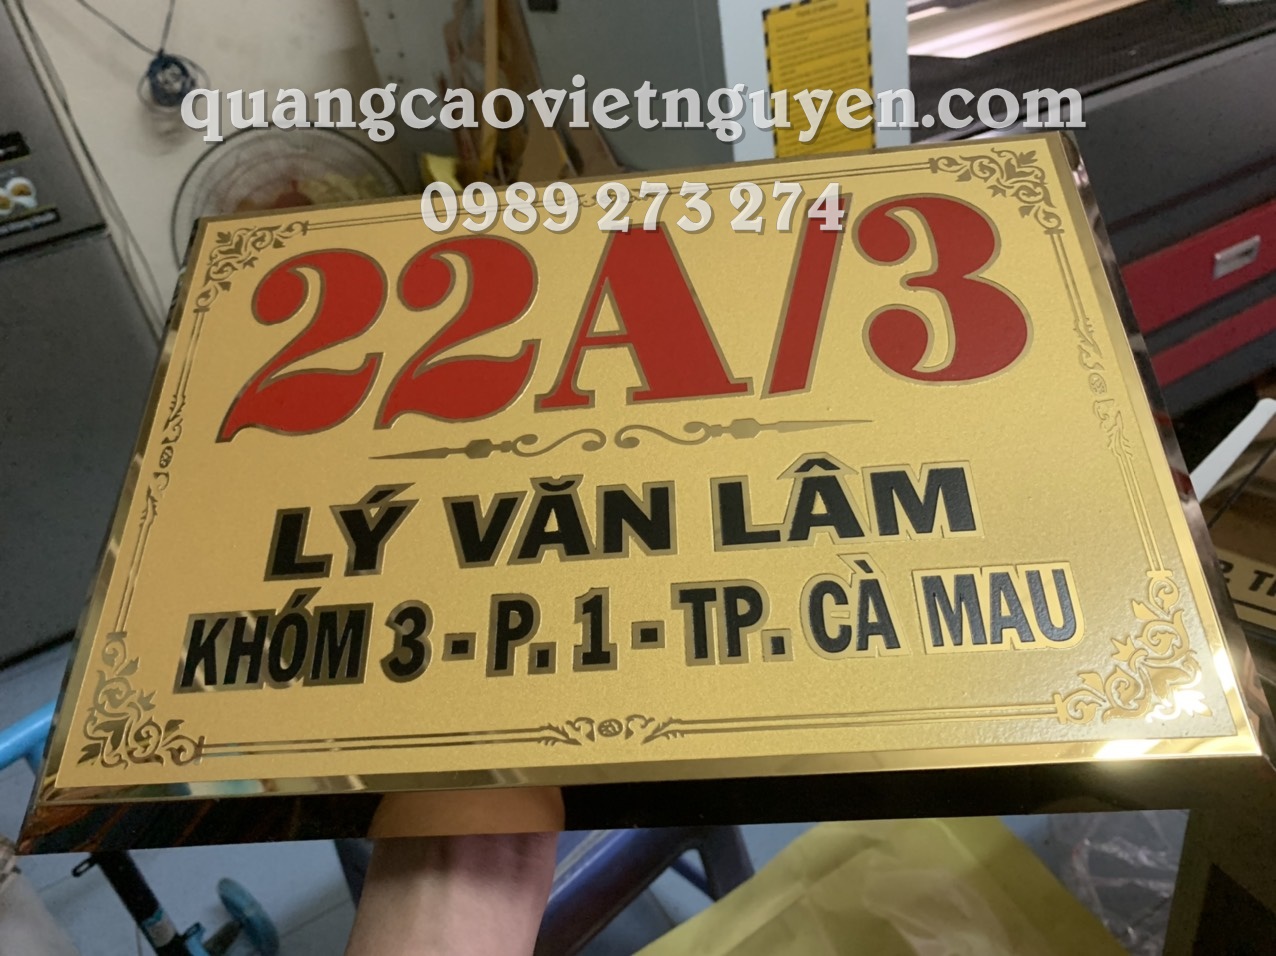 quangcaovietnguyen.com
0989 273 274
22A/3
LÝ VĂN LÂM
KHÓM 3 - P. 1 - TP. CÀ MAU